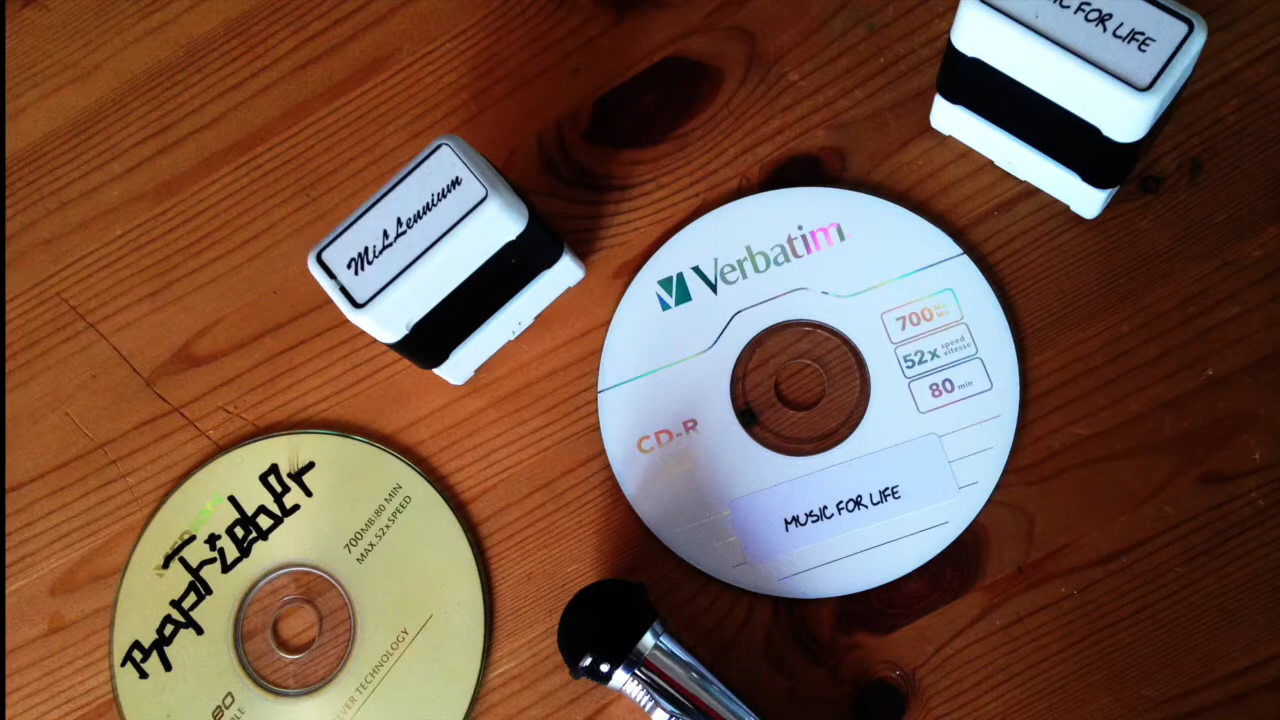 MUSIC FOR LIFE
MiLLennium
Verbatim
700 Mb
Mo
52x speed
vitesse
80 min
CD-R
MUSIC FOR LIFE
700MB|80 MIN
MAX.52xSPEED
80